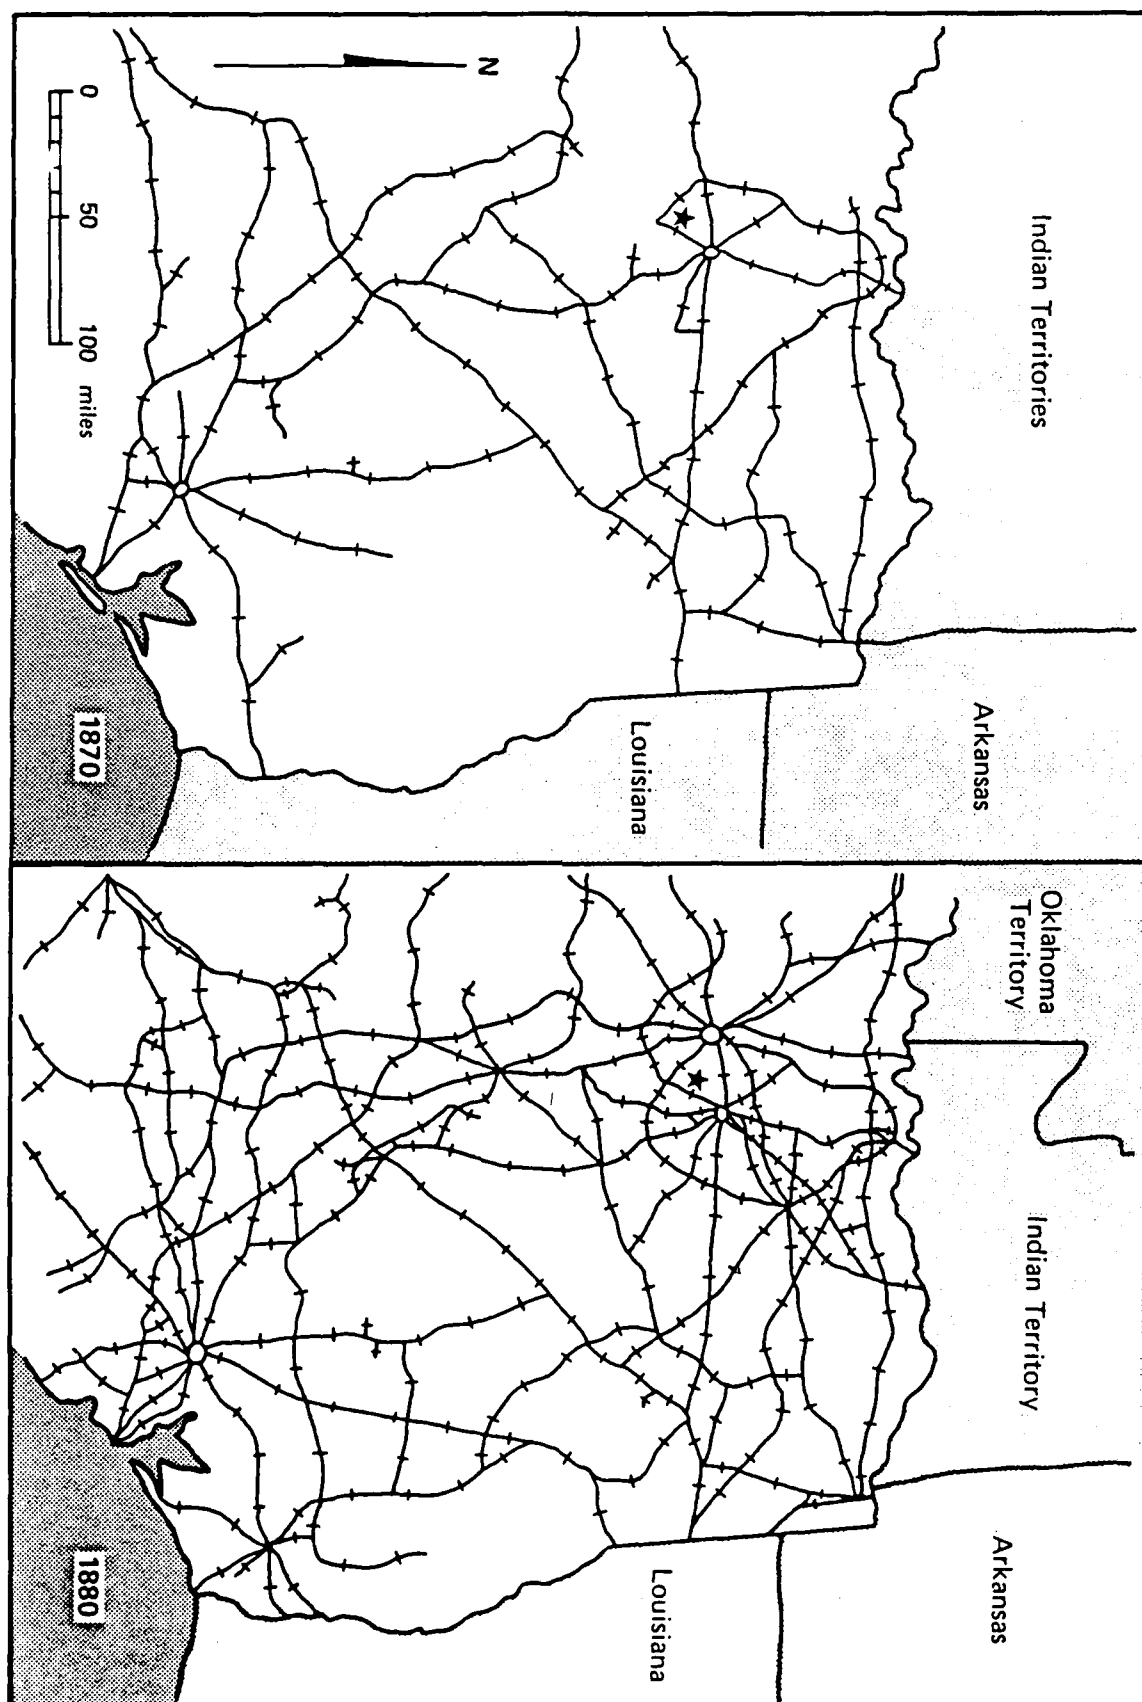 Indian Territories
Arkansas
Louisiana
N
0
50
100
miles
1870
Oklahoma
Territory
Indian Territory
Arkansas
Louisiana
1880